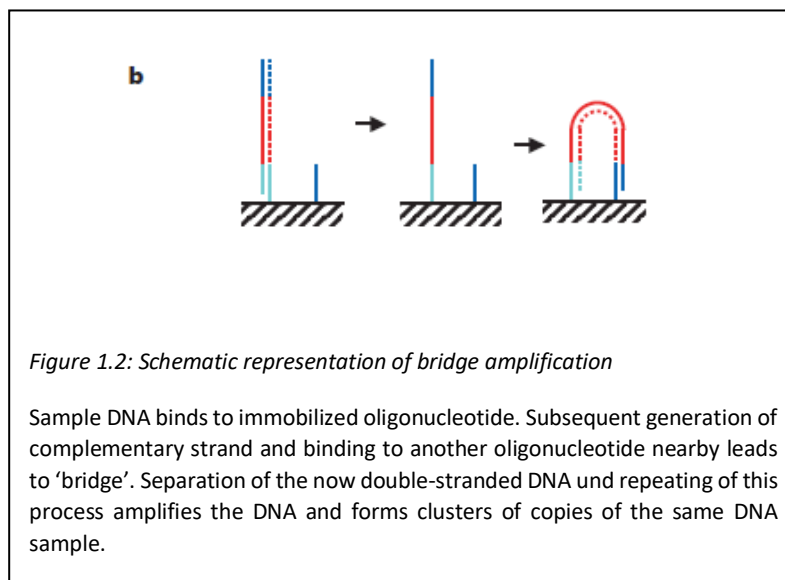 b
Figure 1.2: Schematic representation of bridge amplification
Sample DNA binds to immobilized oligonucleotide. Subsequent generation of
complementary strand and binding to another oligonucleotide nearby leads
to ‘bridge’. Separation of the now double-stranded DNA und repeating of this
process amplifies the DNA and forms clusters of copies of the same DNA
sample.